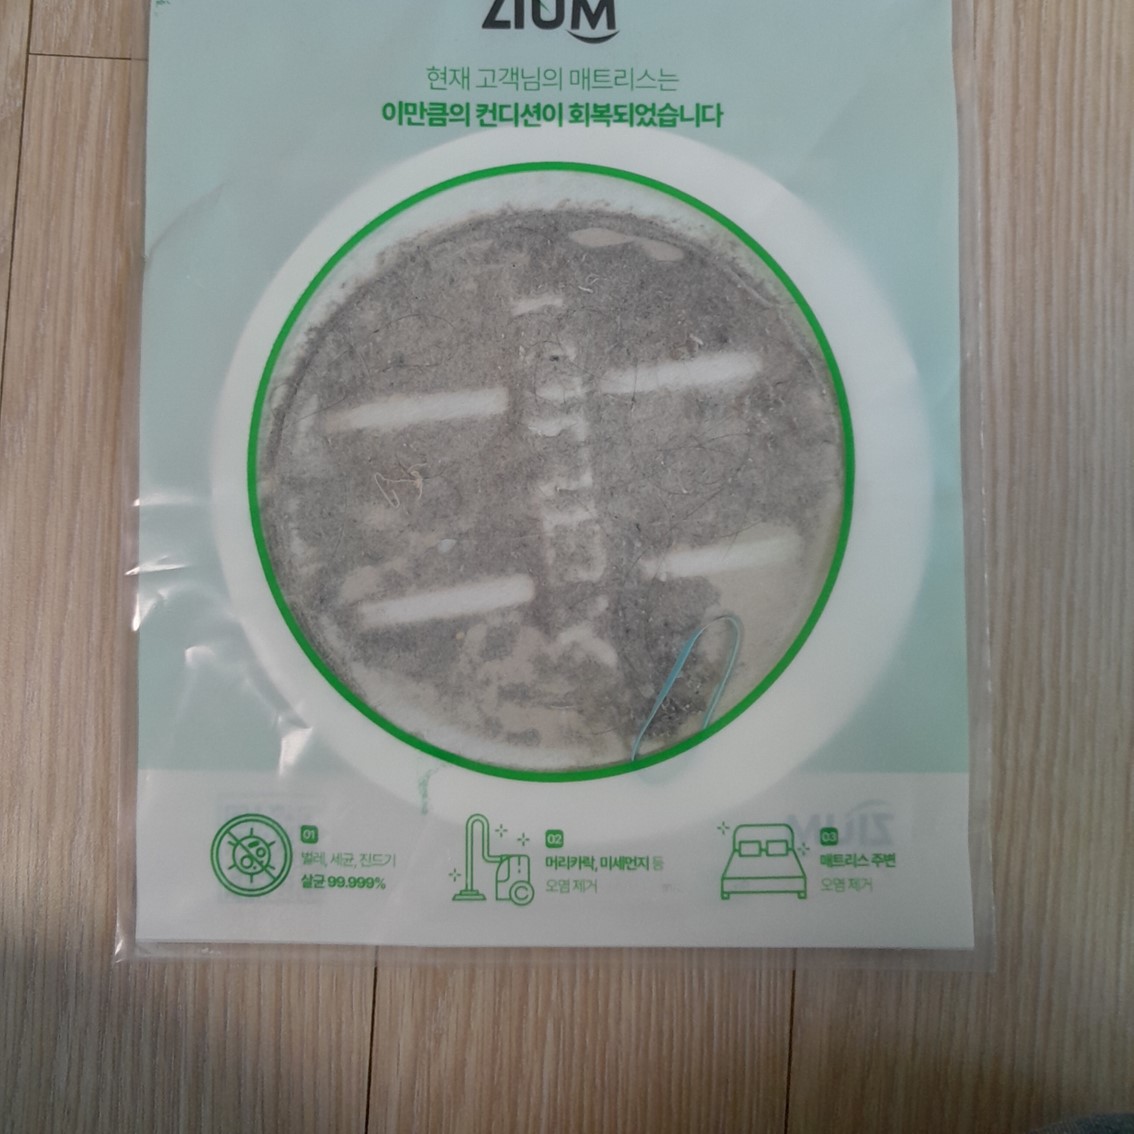 ZIUM
현재 고객님의 매트리스는
이만큼의 컨디션이 회복되었습니다
01
벌레, 세균, 진드기
살균 99.999%
02
머리카락, 미세먼지 등
오염 제거
03
매트리스 주변
오염 제거
ZIUM